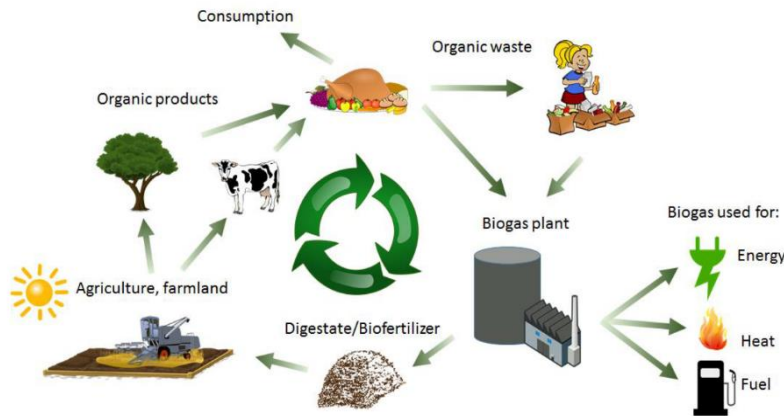 Consumption
Organic waste
Organic products
Biogas plant
Biogas used for:
Energy
Agriculture, farmland
Digestate/Biofertilizer
Heat
Fuel